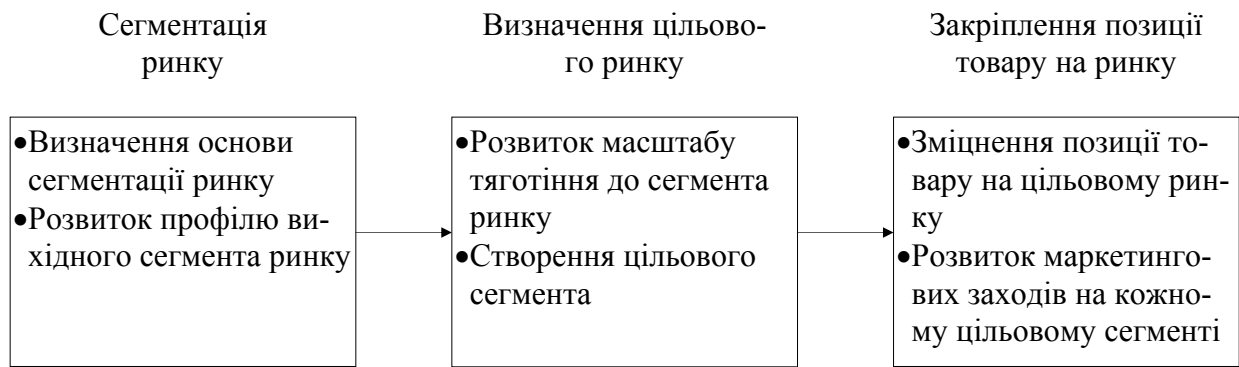 Сегментація
ринку
Визначення цільово-
го ринку
Закріплення позиції
товару на ринку
•Визначення основи
сегментації ринку
•Розвиток профілю ви-
хідного сегмента ринку
•Розвиток масштабу
тяготіння до сегмента
ринку
•Створення цільового
сегмента
•Зміцнення позиції то-
вару на цільовому рин-
ку
•Розвиток маркетинго-
вих заходів на кожно-
му цільовому сегменті